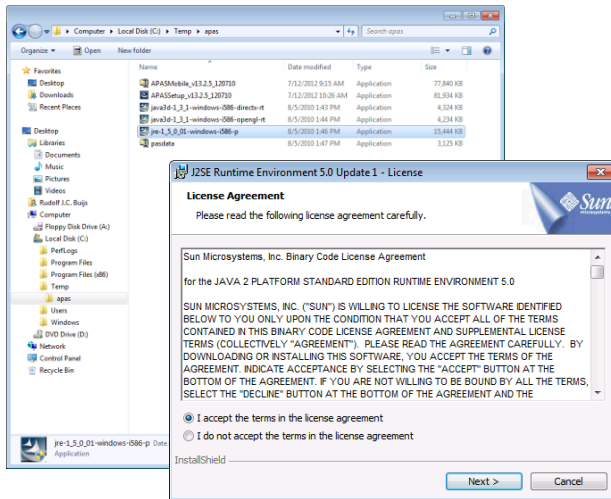 Computer ▸ Local Disk (C:) ▸ Temp ▸ apas
Search apas
Organize
Open
New folder
Name
Date modified
Type
Size
APASMobile_v13.2.5_120710 7/12/2012 9:15 AM Application 77,840 KB
APASSetup_v13.2.5_120710 7/12/2012 10:26 AM Application 81,934 KB
java3d-1_3_1-windows-i586-directx-rt 8/5/2010 1:43 PM Application 4,324 KB
java3d-1_3_1-windows-i586-opengl-rt 8/5/2010 1:44 PM Application 4,234 KB
jre-1_5_0_01-windows-i586-p 8/5/2010 1:46 PM Application 15,444 KB
pasdata 8/5/2010 1:47 PM Application 3,125 KB
Favorites
Desktop
Downloads
Recent Places
Desktop
Libraries
Documents
Music
Pictures
Videos
Rudolf J.C. Buijs
Computer
Floppy Disk Drive (A:)
Local Disk (C:)
PerfLogs
Program Files
Program Files (x86)
Temp
apas
Users
Windows
DVD Drive (D:)
Network
Control Panel
Recycle Bin
jre-1_5_0_01-windows-i586-p Date
Application
J2SE Runtime Environment 5.0 Update 1 - License
License Agreement
Please read the following license agreement carefully.
Sun
microsystems
Sun Microsystems, Inc. Binary Code License Agreement
for the JAVA 2 PLATFORM STANDARD EDITION RUNTIME ENVIRONMENT 5.0
SUN MICROSYSTEMS, INC. ("SUN") IS WILLING TO LICENSE THE SOFTWARE IDENTIFIED
BELOW TO YOU ONLY UPON THE CONDITION THAT YOU ACCEPT ALL OF THE TERMS
CONTAINED IN THIS BINARY CODE LICENSE AGREEMENT AND SUPPLEMENTAL LICENSE
TERMS (COLLECTIVELY "AGREEMENT"). PLEASE READ THE AGREEMENT CAREFULLY. BY
DOWNLOADING OR INSTALLING THIS SOFTWARE, YOU ACCEPT THE TERMS OF THE
AGREEMENT. INDICATE ACCEPTANCE BY SELECTING THE "ACCEPT" BUTTON AT THE
BOTTOM OF THE AGREEMENT. IF YOU ARE NOT WILLING TO BE BOUND BY ALL THE TERMS,
SELECT THE "DECLINE" BUTTON AT THE BOTTOM OF THE AGREEMENT AND THE
I accept the terms in the license agreement
I do not accept the terms in the license agreement
InstallShield
Next >
Cancel